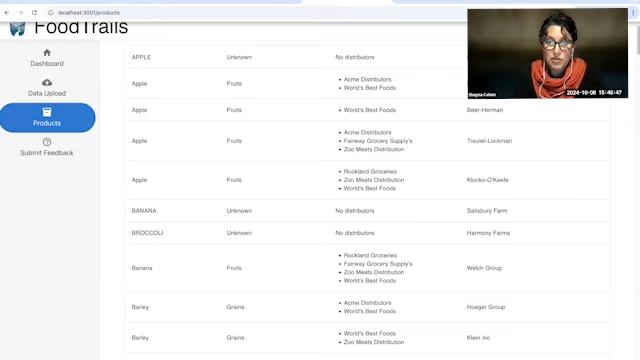 localhost:3001/products
FoodTrails
Dashboard
Data Upload
Products
Submit Feedback
APPLE Unknown No distributors
Apple Fruits Acme Distributors
World's Best Foods
Apple Fruits World's Best Foods Beer-Herman
Apple Fruits Acme Distributors
Fairway Grocery Supply's Treutel-Lockman
Zoo Meats Distribution
Apple Fruits Rockland Groceries
Zoo Meats Distribution Klocko-O'Keefe
World's Best Foods
BANANA Unknown No distributors Salisbury Farm
BROCCOLI Unknown No distributors Harmony Farms
Banana Fruits Rockland Groceries
Fairway Grocery Supply's Welch Group
Zoo Meats Distribution
World's Best Foods
Barley Grains Acme Distributors Hoeger Group
World's Best Foods
Barley Grains World's Best Foods Klein Inc
Zoo Meats Distribution
Shayna Cohen 2024-10-08 15:46:47